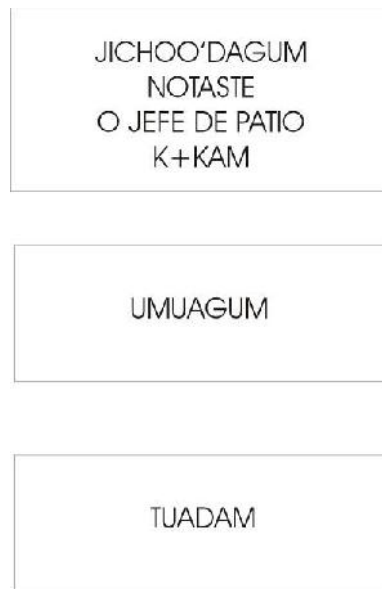 JICHOO'DAGUM
NOTASTE
O JEFE DE PATIO
K+KAM
UMUAGUM
TUADAM